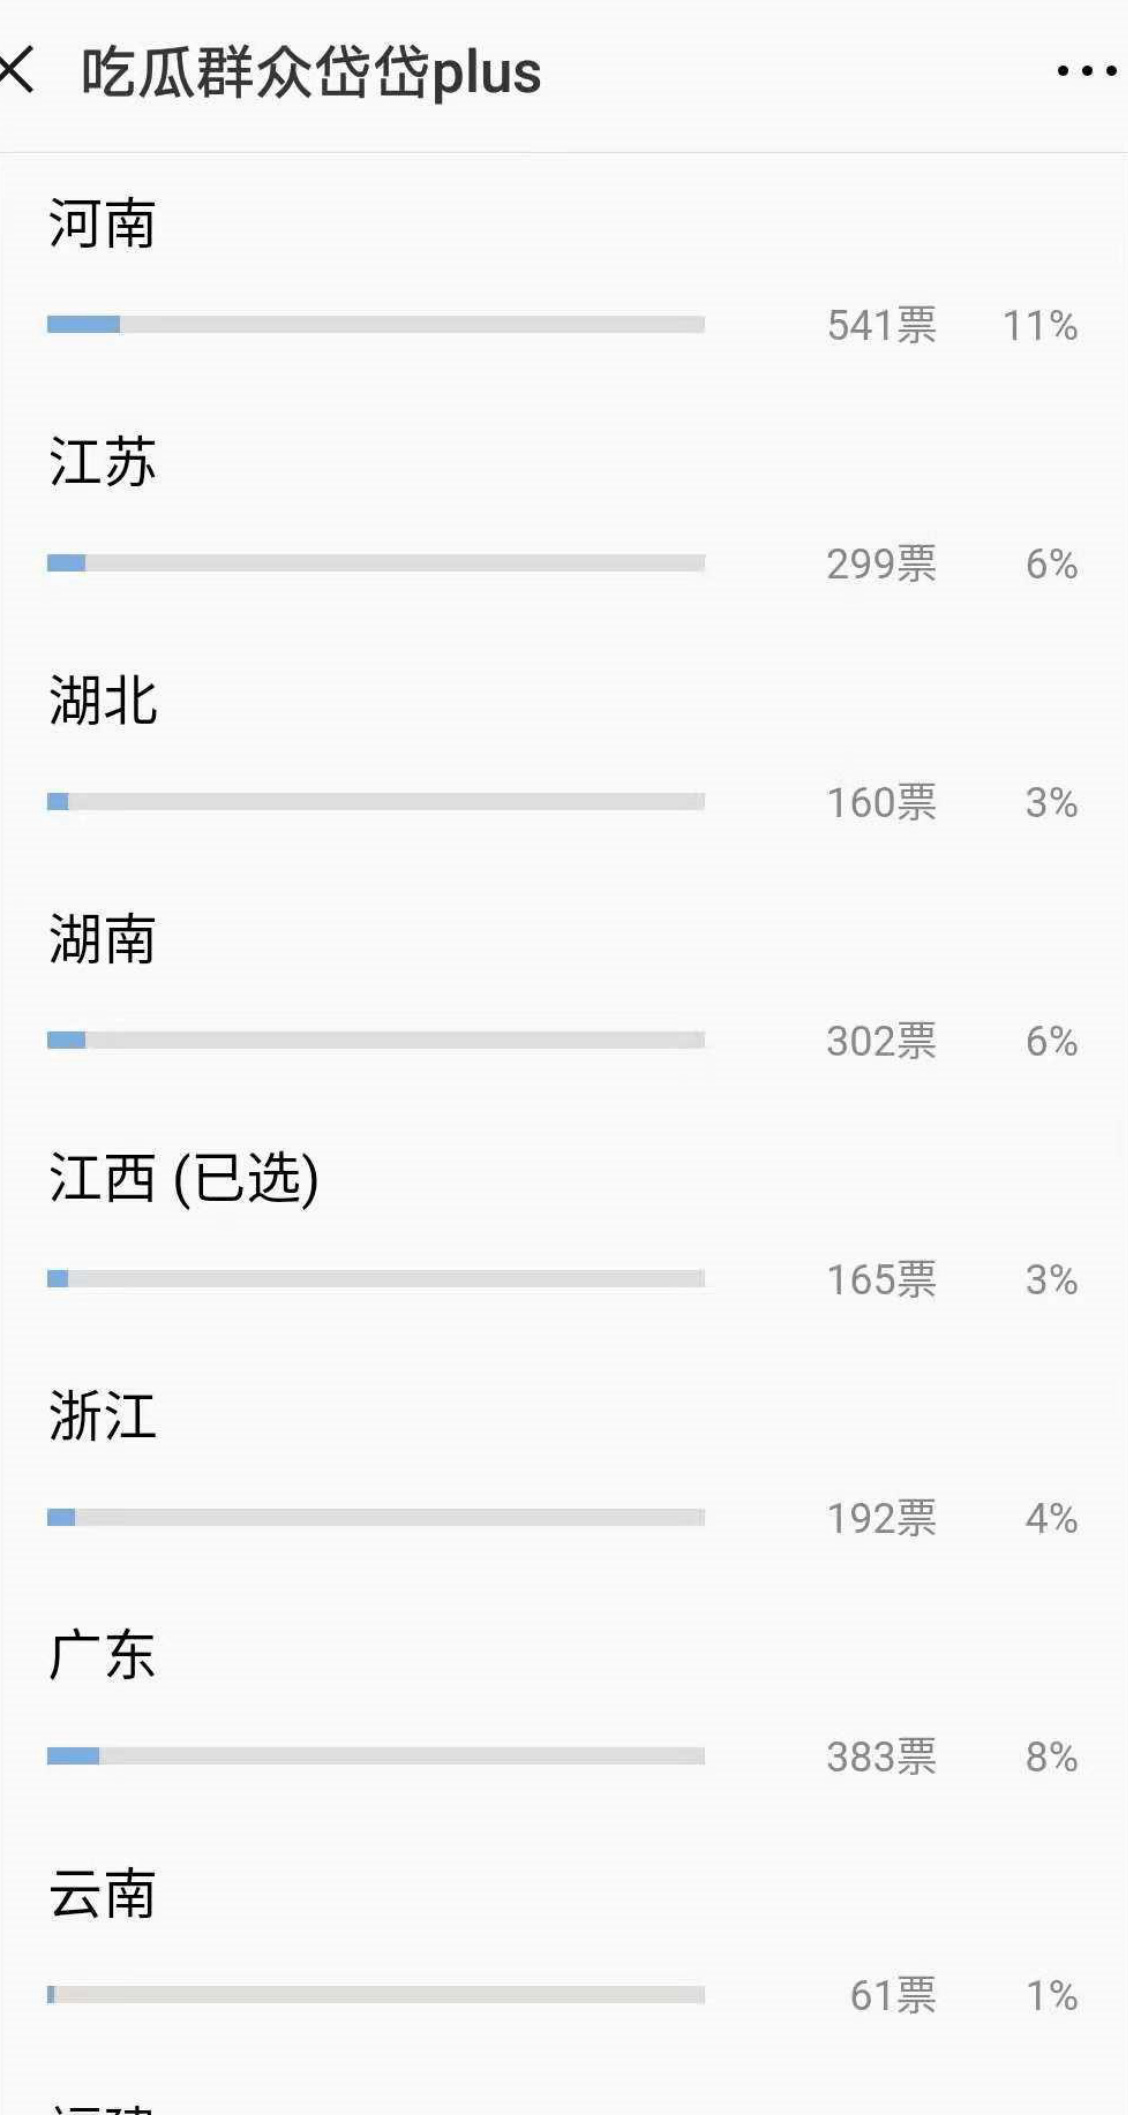 吃瓜群众岱岱plus
河南
541票 11%
江苏
299票 6%
湖北
160票 3%
湖南
302票 6%
江西 (已选)
165票 3%
浙江
192票 4%
广东
383票 8%
云南
61票 1%